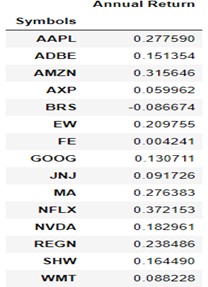 Annual Return
Symbols
AAPL 0.277590
ADBE 0.151354
AMZN 0.315646
AXP 0.059962
BRS -0.086674
EW 0.209755
FE 0.004241
GOOG 0.130711
JNJ 0.091726
MA 0.276383
NFLX 0.372153
NVDA 0.182961
REGN 0.238486
SHW 0.164490
WMT 0.088228